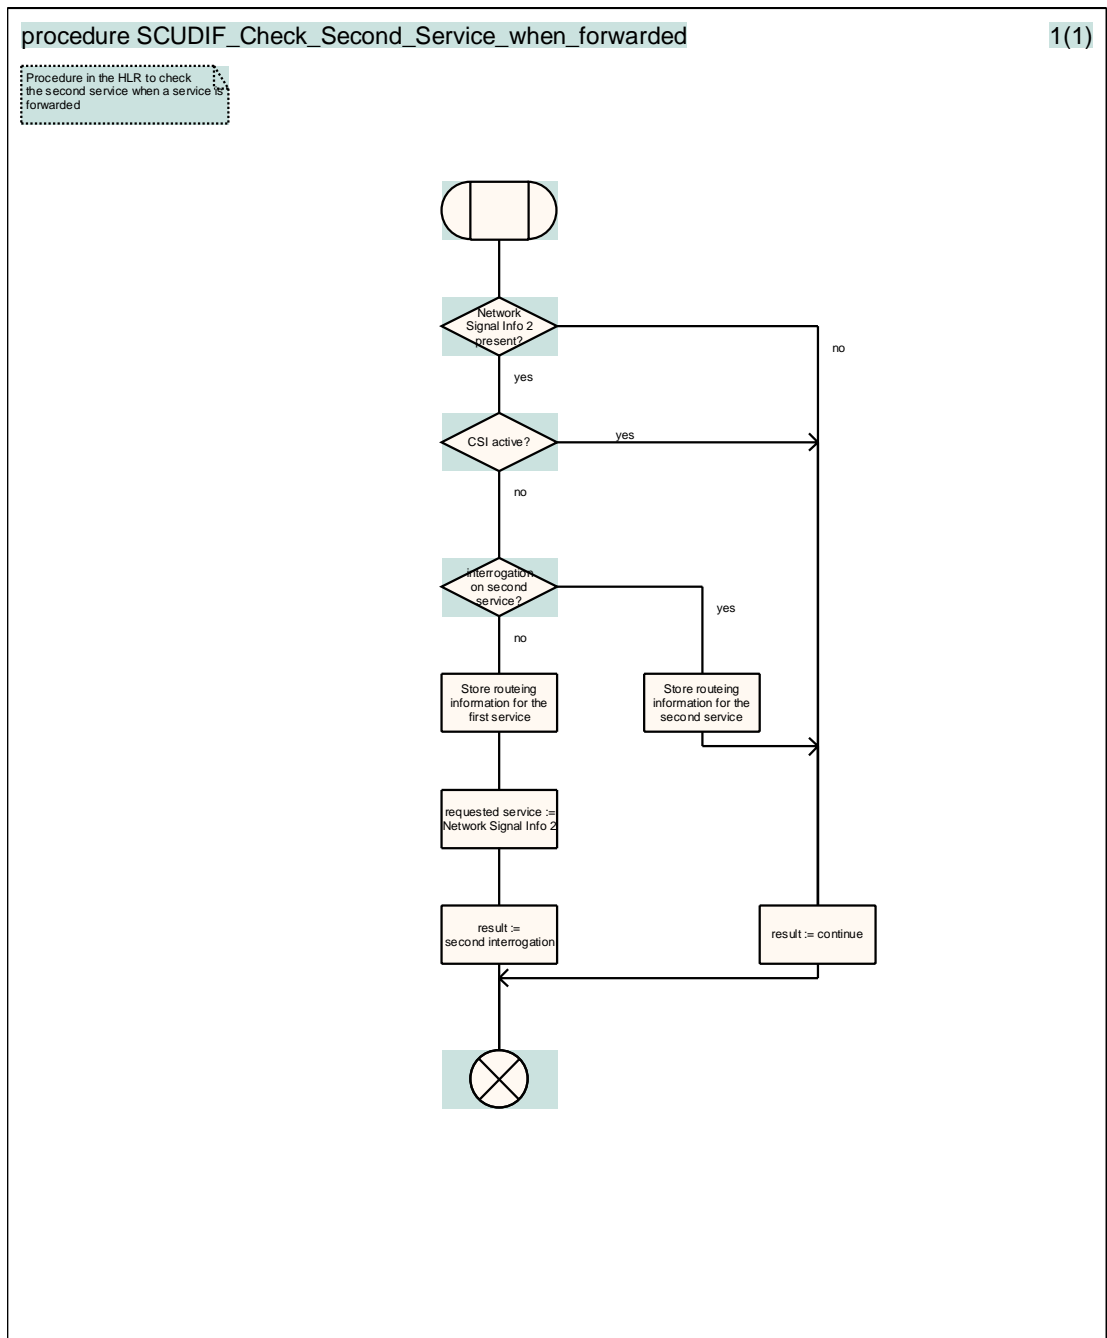 procedure SCUDIF_Check_Second_Service_when_forwarded
1(1)
Procedure in the HLR to check
the second service when a service is
forwarded
Network
Signal Info 2
present?
no
yes
CSI active?
yes
no
interrogation
on second
service?
yes
no
Store routeing
information for the
first service
Store routeing
information for the
second service
requested service :=
Network Signal Info 2
result :=
second interrogation
result := continue